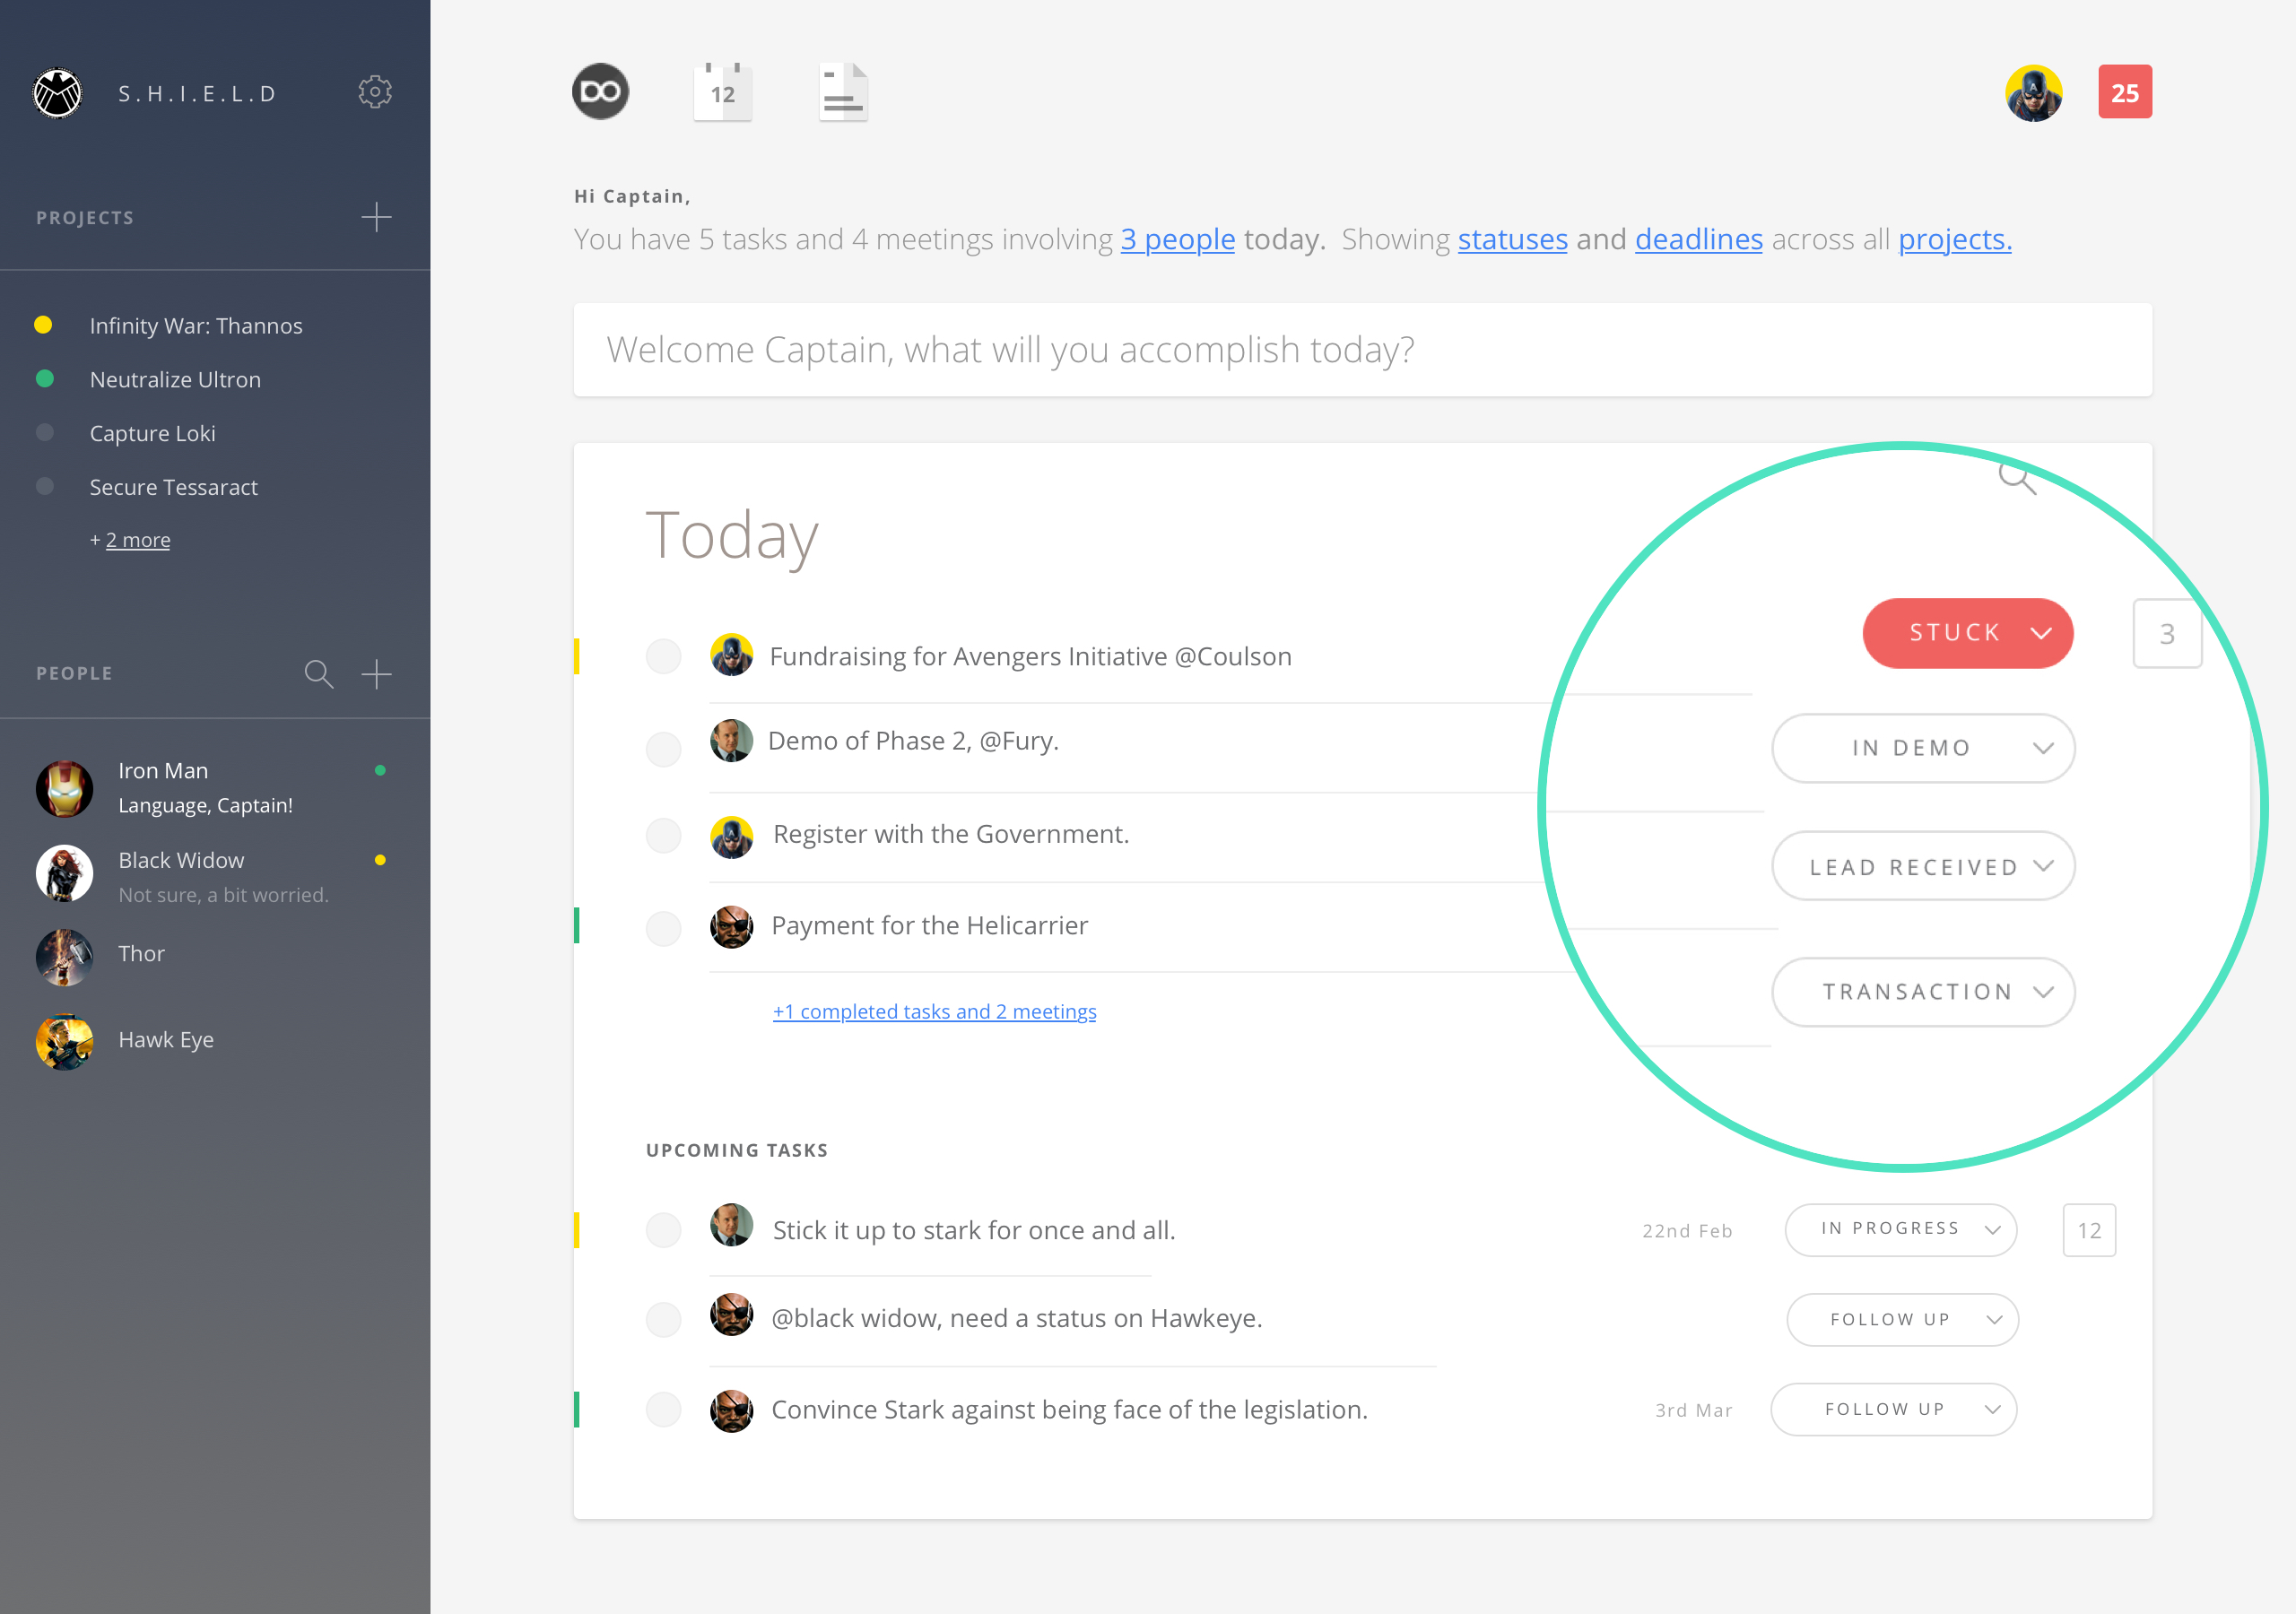 S.H.I.E.L.D
PROJECTS
Infinity War: Thannos
Neutralize Ultron
Capture Loki
Secure Tessaract
+ 2 more
PEOPLE
Iron Man
Language, Captain!
Black Widow
Not sure, a bit worried.
Thor
Hawk Eye
DO
12
25
Hi Captain,
You have 5 tasks and 4 meetings involving 3 people today. Showing statuses and deadlines across all projects.
Welcome Captain, what will you accomplish today?
Today
Fundraising for Avengers Initiative @Coulson
STUCK
3
Demo of Phase 2, @Fury.
IN DEMO
Register with the Government.
LEAD RECEIVED
Payment for the Helicarrier
TRANSACTION
+1 completed tasks and 2 meetings
UPCOMING TASKS
Stick it up to stark for once and all.
22nd Feb
IN PROGRESS
12
@black widow, need a status on Hawkeye.
FOLLOW UP
Convince Stark against being face of the legislation.
3rd Mar
FOLLOW UP